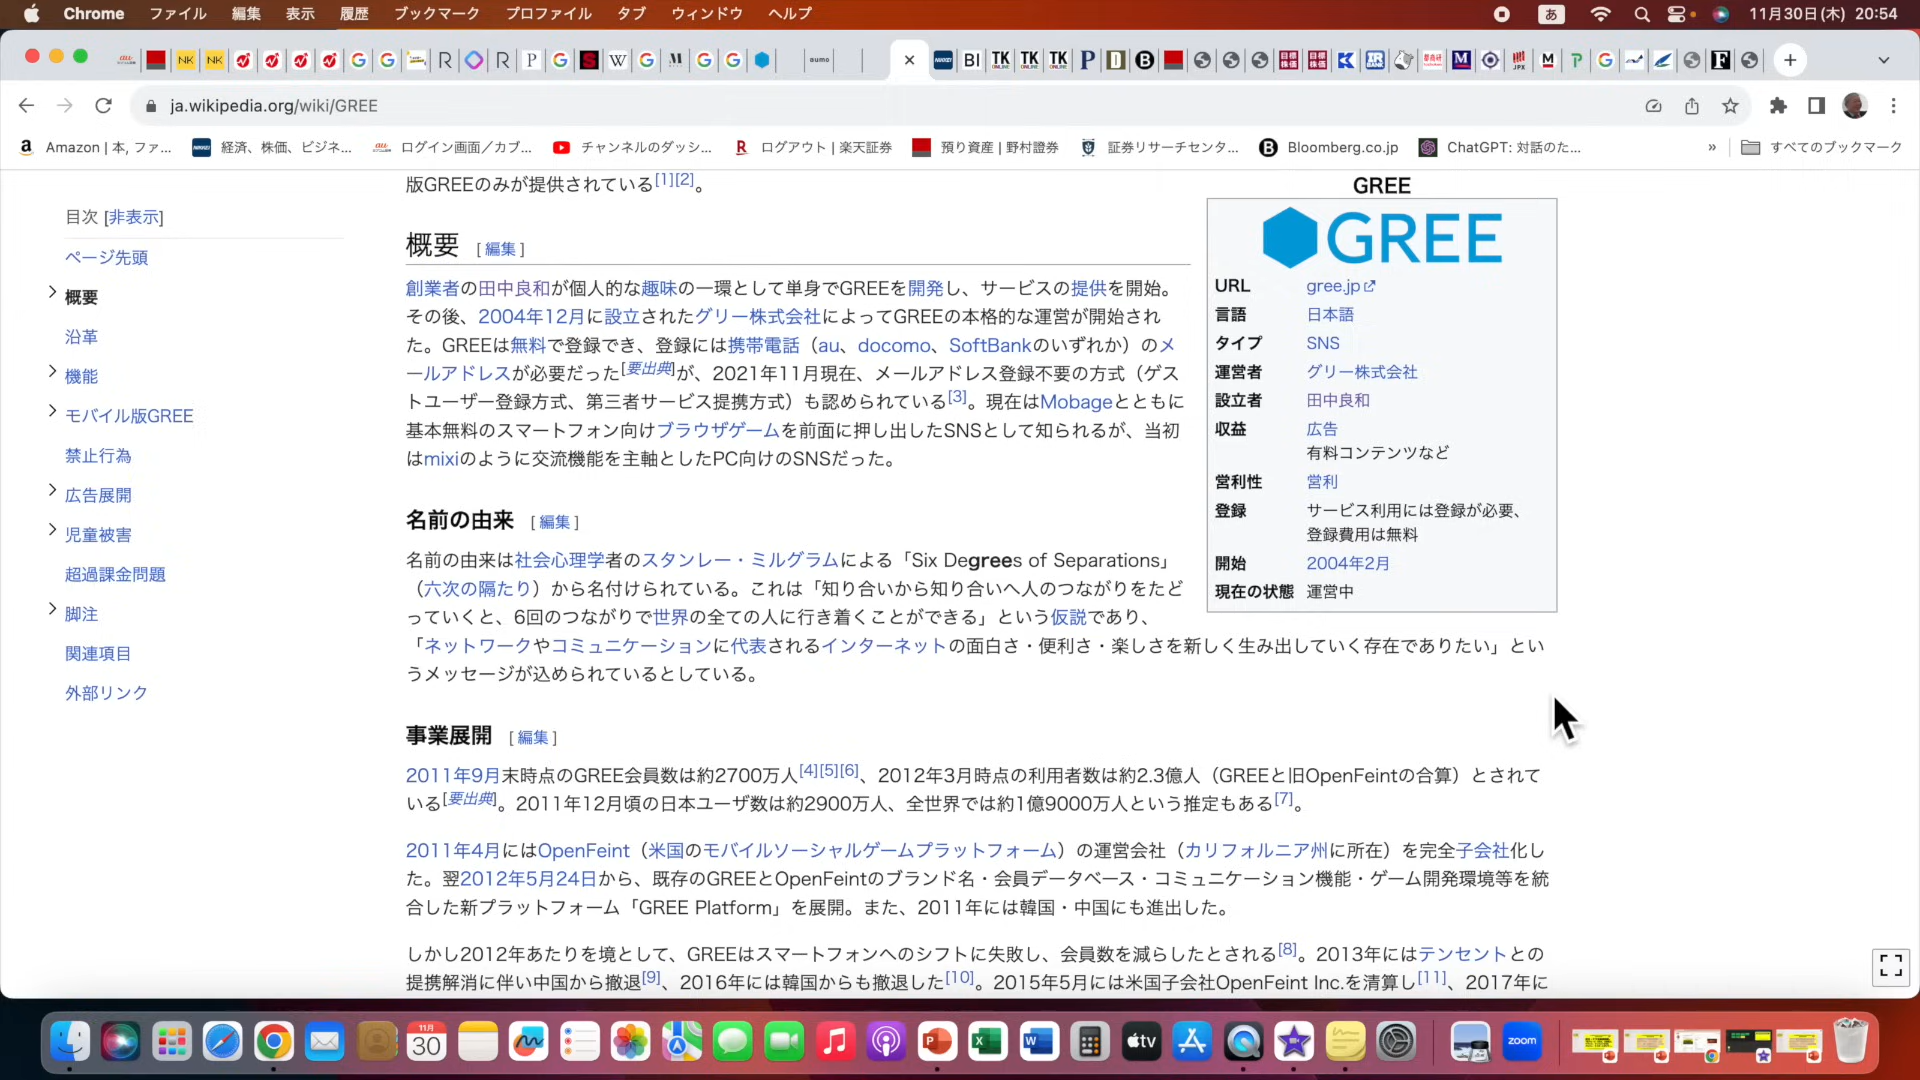 Chrome ファイル 編集 表示 履歴 ブックマーク プロファイル タブ ウィンドウ ヘルプ あ 11月30日(木) 20:54
ja.wikipedia.org/wiki/GREE
Amazon | 本, ファ... 経済、株価、ビジネ... ログイン画面／カブ... チャンネルのダッシ... ログアウト | 楽天証券 預り資産 | 野村證券 証券リサーチセンタ... Bloomberg.co.jp ChatGPT: 対話のた... » すべてのブックマーク
目次 [非表示]
ページ先頭
概要
沿革
機能
モバイル版GREE
禁止行為
広告展開
児童被害
超過課金問題
脚注
関連項目
外部リンク
版GREEのみが提供されている[1][2]。
概要 [ 編集 ]
創業者の田中良和が個人的な趣味の一環として単身でGREEを開発し、サービスの提供を開始。
その後、2004年12月に設立されたグリー株式会社によってGREEの本格的な運営が開始され
た。GREEは無料で登録でき、登録には携帯電話（au、docomo、SoftBankのいずれか）のメ
ールアドレスが必要だった[要出典]が、2021年11月現在、メールアドレス登録不要の方式（ゲス
トユーザー登録方式、第三者サービス提携方式）も認められている[3]。現在はMobageとともに
基本無料のスマートフォン向けブラウザゲームを前面に押し出したSNSとして知られるが、当初
はmixiのように交流機能を主軸としたPC向けのSNSだった。
名前の由来 [ 編集 ]
名前の由来は社会心理学者のスタンレー・ミルグラムによる「Six Degrees of Separations」
（六次の隔たり）から名付けられている。これは「知り合いから知り合いへ人のつながりをたど
っていくと、6回のつながりで世界の全ての人に行き着くことができる」という仮説であり、
「ネットワークやコミュニケーションに代表されるインターネットの面白さ・便利さ・楽しさを新しく生み出していく存在でありたい」とい
うメッセージが込められているとしている。
事業展開 [ 編集 ]
2011年9月末時点のGREE会員数は約2700万人[4][5][6]、2012年3月時点の利用者数は約2.3億人（GREEと旧OpenFeintの合算）とされて
いる[要出典]。2011年12月頃の日本ユーザ数は約2900万人、全世界では約1億9000万人という推定もある[7]。
2011年4月にはOpenFeint（米国のモバイルソーシャルゲームプラットフォーム）の運営会社（カリフォルニア州に所在）を完全子会社化し
た。翌2012年5月24日から、既存のGREEとOpenFeintのブランド名・会員データベース・コミュニケーション機能・ゲーム開発環境等を統
合した新プラットフォーム「GREE Platform」を展開。また、2011年には韓国・中国にも進出した。
しかし2012年あたりを境として、GREEはスマートフォンへのシフトに失敗し、会員数を減らしたとされる[8]。2013年にはテンセントとの
提携解消に伴い中国から撤退[9]、2016年には韓国からも撤退した[10]。2015年5月には米国子会社OpenFeint Inc.を清算し[11]、2017年に
GREE
GREE
URL gree.jp
言語 日本語
タイプ SNS
運営者 グリー株式会社
設立者 田中良和
収益 広告
有料コンテンツなど
営利性 営利
登録 サービス利用には登録が必要、
登録費用は無料
開始 2004年2月
現在の状態 運営中
11月
30
tv
zoom